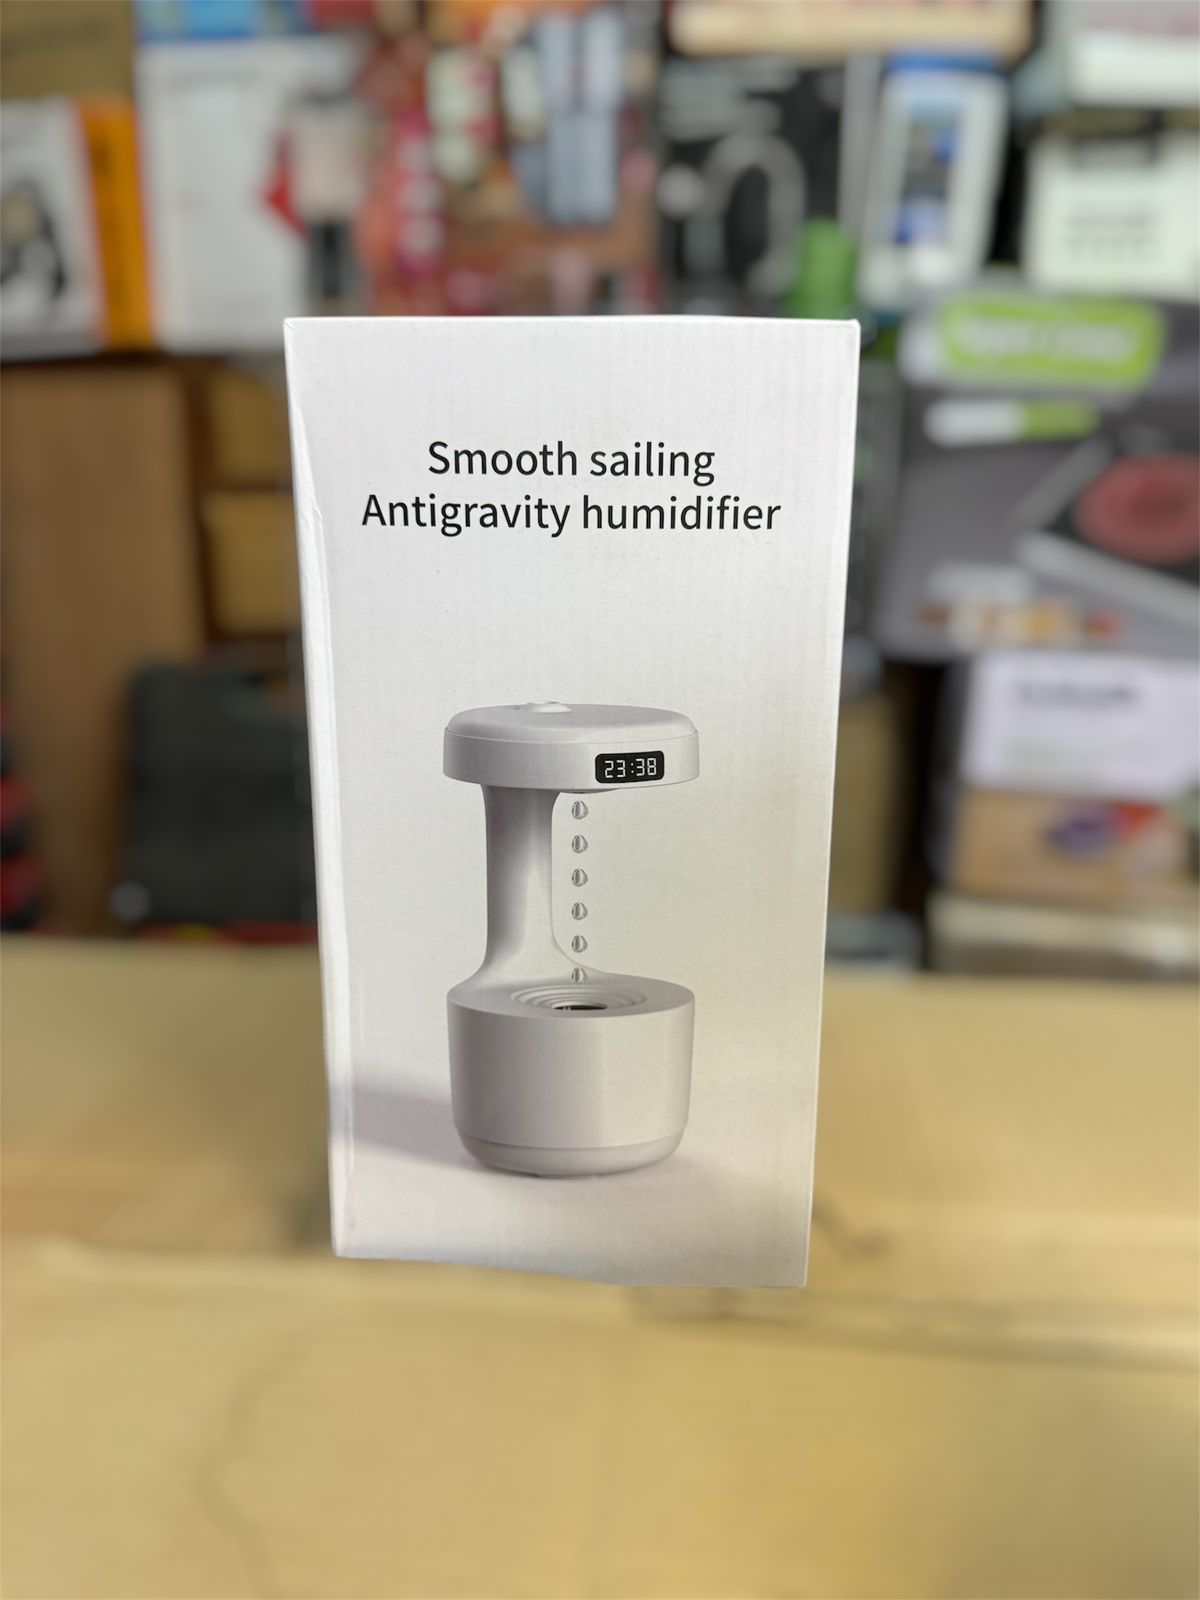 Smooth sailing
Antigravity humidifier
23:38